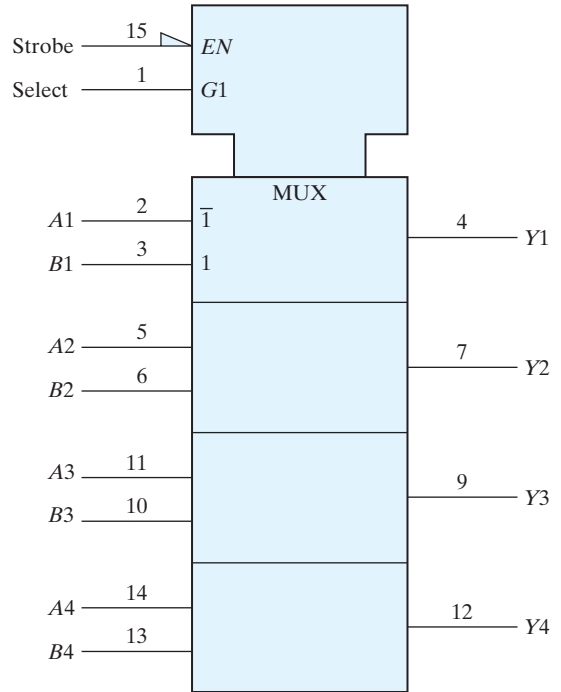 Strobe 15 EN
Select 1 G1
MUX
A1 2 1̅ 4 Y1
B1 3 1
A2 5 7 Y2
B2 6
A3 11 9 Y3
B3 10
A4 14 12 Y4
B4 13